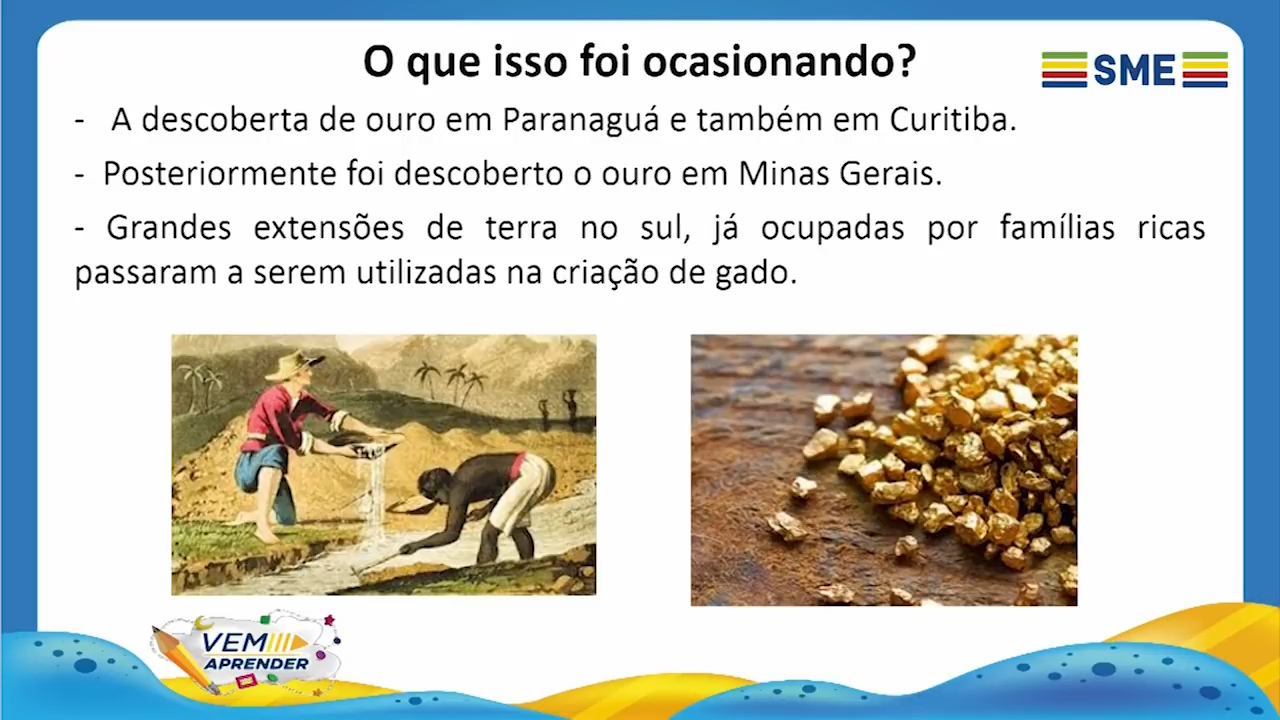 O que isso foi ocasionando?
SME
- A descoberta de ouro em Paranaguá e também em Curitiba.
- Posteriormente foi descoberto o ouro em Minas Gerais.
- Grandes extensões de terra no sul, já ocupadas por famílias ricas
passaram a serem utilizadas na criação de gado.
VEM
APRENDER